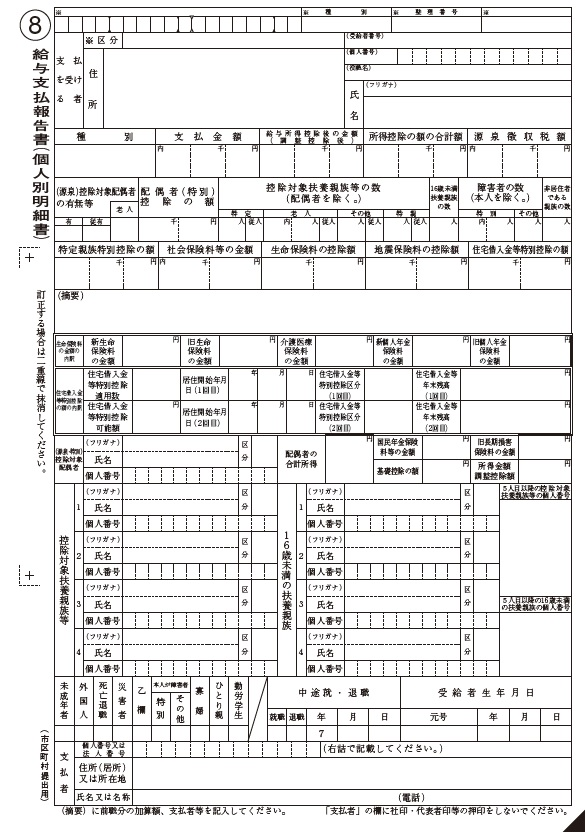 ⑧ 給与支払報告書(個人別明細書)
訂正する場合は二重線で抹消してください。
(市区町村提出用)
※ ※ 種 別 ※ 整 理 番 号 ※
支 払 を受け る 者
※ 区 分
住 所
(受給者番号)
(個人番号)
(役職名)
氏 名
(フリガナ)
種 別 支 払 金 額 給与所得控除後の金額(調整控除後) 所得控除の額の合計額 源 泉 徴 収 税 額
内 千 円 千 円 千 円 内 千 円
(源泉)控除対象配偶者の有無等 老 人
有 従有
配 偶 者(特 別)控 除 の 額
千 円
控除対象扶養親族等の数(配偶者を除く。)
特 定 老 人 その他 特 親
人 従人 内 人 従人 人 従人 人 従人
16歳未満扶養親族の数
人
障害者の数(本人を除く。)
特 別 その他
内 人 人
非居住者である親族の数
人
特定親族特別控除の額 社会保険料等の金額 生命保険料の控除額 地震保険料の控除額 住宅借入金等特別控除の額
千 円 内 千 円 千 円 千 円 千 円
(摘要)
生命保険料の金額の内訳
新生命保険料の金額 円 旧生命保険料の金額 円 介護医療保険料の金額 円 新個人年金保険料の金額 円 旧個人年金保険料の金額 円
住宅借入金等特別控除の額の内訳
住宅借入金等特別控除適用数 居住開始年月日(1回目) 年 月 日 住宅借入金等特別控除区分(1回目) 住宅借入金等年末残高(1回目) 円
住宅借入金等特別控除可能額 円 居住開始年月日(2回目) 年 月 日 住宅借入金等特別控除区分(2回目) 住宅借入金等年末残高(2回目) 円
(源泉・特別)控除対象配偶者
(フリガナ) 区 分
氏名
個人番号
配偶者の合計所得 円
国民年金保険料等の金額 円 旧長期損害保険料の金額 円
基礎控除の額 円 所得金額調整控除額 円
控除対象扶養親族等
1 (フリガナ) 氏名 区 分 個人番号
2 (フリガナ) 氏名 区 分 個人番号
3 (フリガナ) 氏名 区 分 個人番号
4 (フリガナ) 氏名 区 分 個人番号
16歳未満の扶養親族
1 (フリガナ) 氏名 区 分 個人番号
2 (フリガナ) 氏名 区 分 個人番号
3 (フリガナ) 氏名 区 分 個人番号
4 (フリガナ) 氏名 区 分 個人番号
5人目以降の控除対象扶養親族等の個人番号
5人目以降の16歳未満の扶養親族の個人番号
未成年者 外国人 死亡退職 災害者 乙欄 本人が障害者 特別 その他 寡婦 ひとり親 勤労学生
中 途 就 ・ 退 職 受 給 者 生 年 月 日
就職 退職 年 月 日 元号 年 月 日
7
支払者
個人番号又は法人番号 (右詰で記載してください。)
住所(居所)又は所在地
氏名又は名称 (電話)
(摘要)に前職分の加算額、支払者等を記入してください。 「支払者」の欄に社印・代表者印等の押印をしないでください。